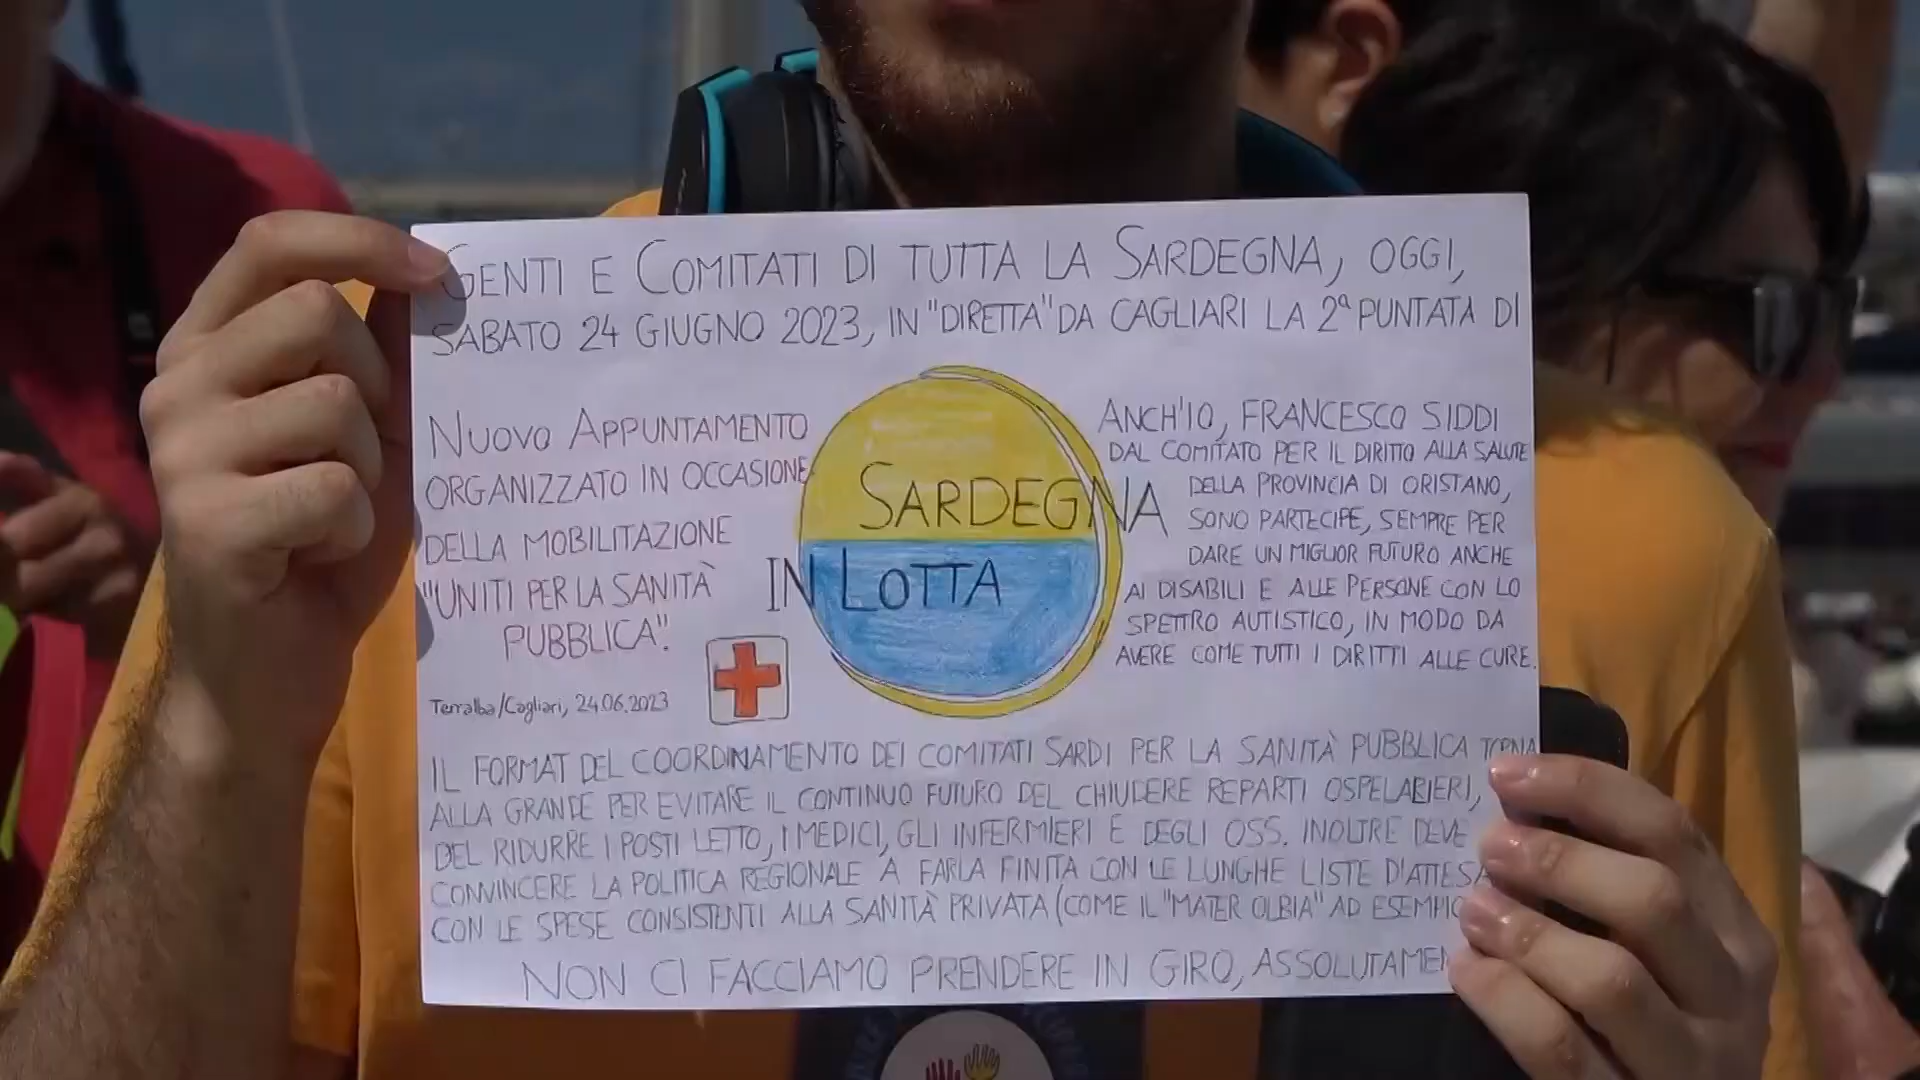 GENTI E COMITATI DI TUTTA LA SARDEGNA, OGGI,
SABATO 24 GIUGNO 2023, IN "DIRETTA" DA CAGLIARI LA 2ª PUNTATA DI
SARDEGNA
IN LOTTA
NUOVO APPUNTAMENTO
ORGANIZZATO IN OCCASIONE
DELLA MOBILITAZIONE
"UNITI PER LA SANITÀ
PUBBLICA".
Terralba/Cagliari, 24.06.2023
ANCH'IO, FRANCESCO SIDDI
DAL COMITATO PER IL DIRITTO ALLA SALUTE
DELLA PROVINCIA DI ORISTANO,
SONO PARTECIPE, SEMPRE PER
DARE UN MIGLIOR FUTURO ANCHE
AI DISABILI E ALLE PERSONE CON LO
SPETTRO AUTISTICO, IN MODO DA
AVERE COME TUTTI I DIRITTI ALLE CURE.
IL FORMAT DEL COORDINAMENTO DEI COMITATI SARDI PER LA SANITÀ PUBBLICA TORNA
ALLA GRANDE PER EVITARE IL CONTINUO FUTURO DEL CHIUDERE REPARTI OSPELARIERI,
DEL RIDURRE I POSTI LETTO, I MEDICI, GLI INFERMIERI E DEGLI OSS. INOLTRE DEVE
CONVINCERE LA POLITICA REGIONALE A FARLA FINITA CON LE LUNGHE LISTE D'ATTESA
CON LE SPESE CONSISTENTI ALLA SANITÀ PRIVATA (COME IL "MATER OLBIA" AD ESEMPIO
NON CI FACCIAMO PRENDERE IN GIRO, ASSOLUTAMEN